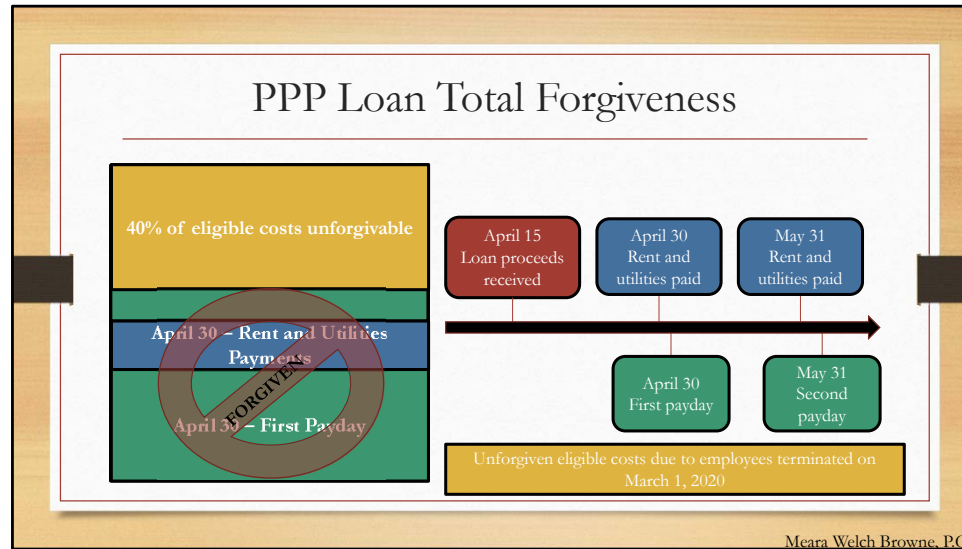 PPP Loan Total Forgiveness
40% of eligible costs unforgivable
April 30 – Rent and Utilities
Payments
FORGIVEN
April 30 – First Payday
April 15
Loan proceeds
received
April 30
Rent and
utilities paid
May 31
Rent and
utilities paid
April 30
First payday
May 31
Second
payday
Unforgiven eligible costs due to employees terminated on
March 1, 2020
Meara Welch Browne, P.C